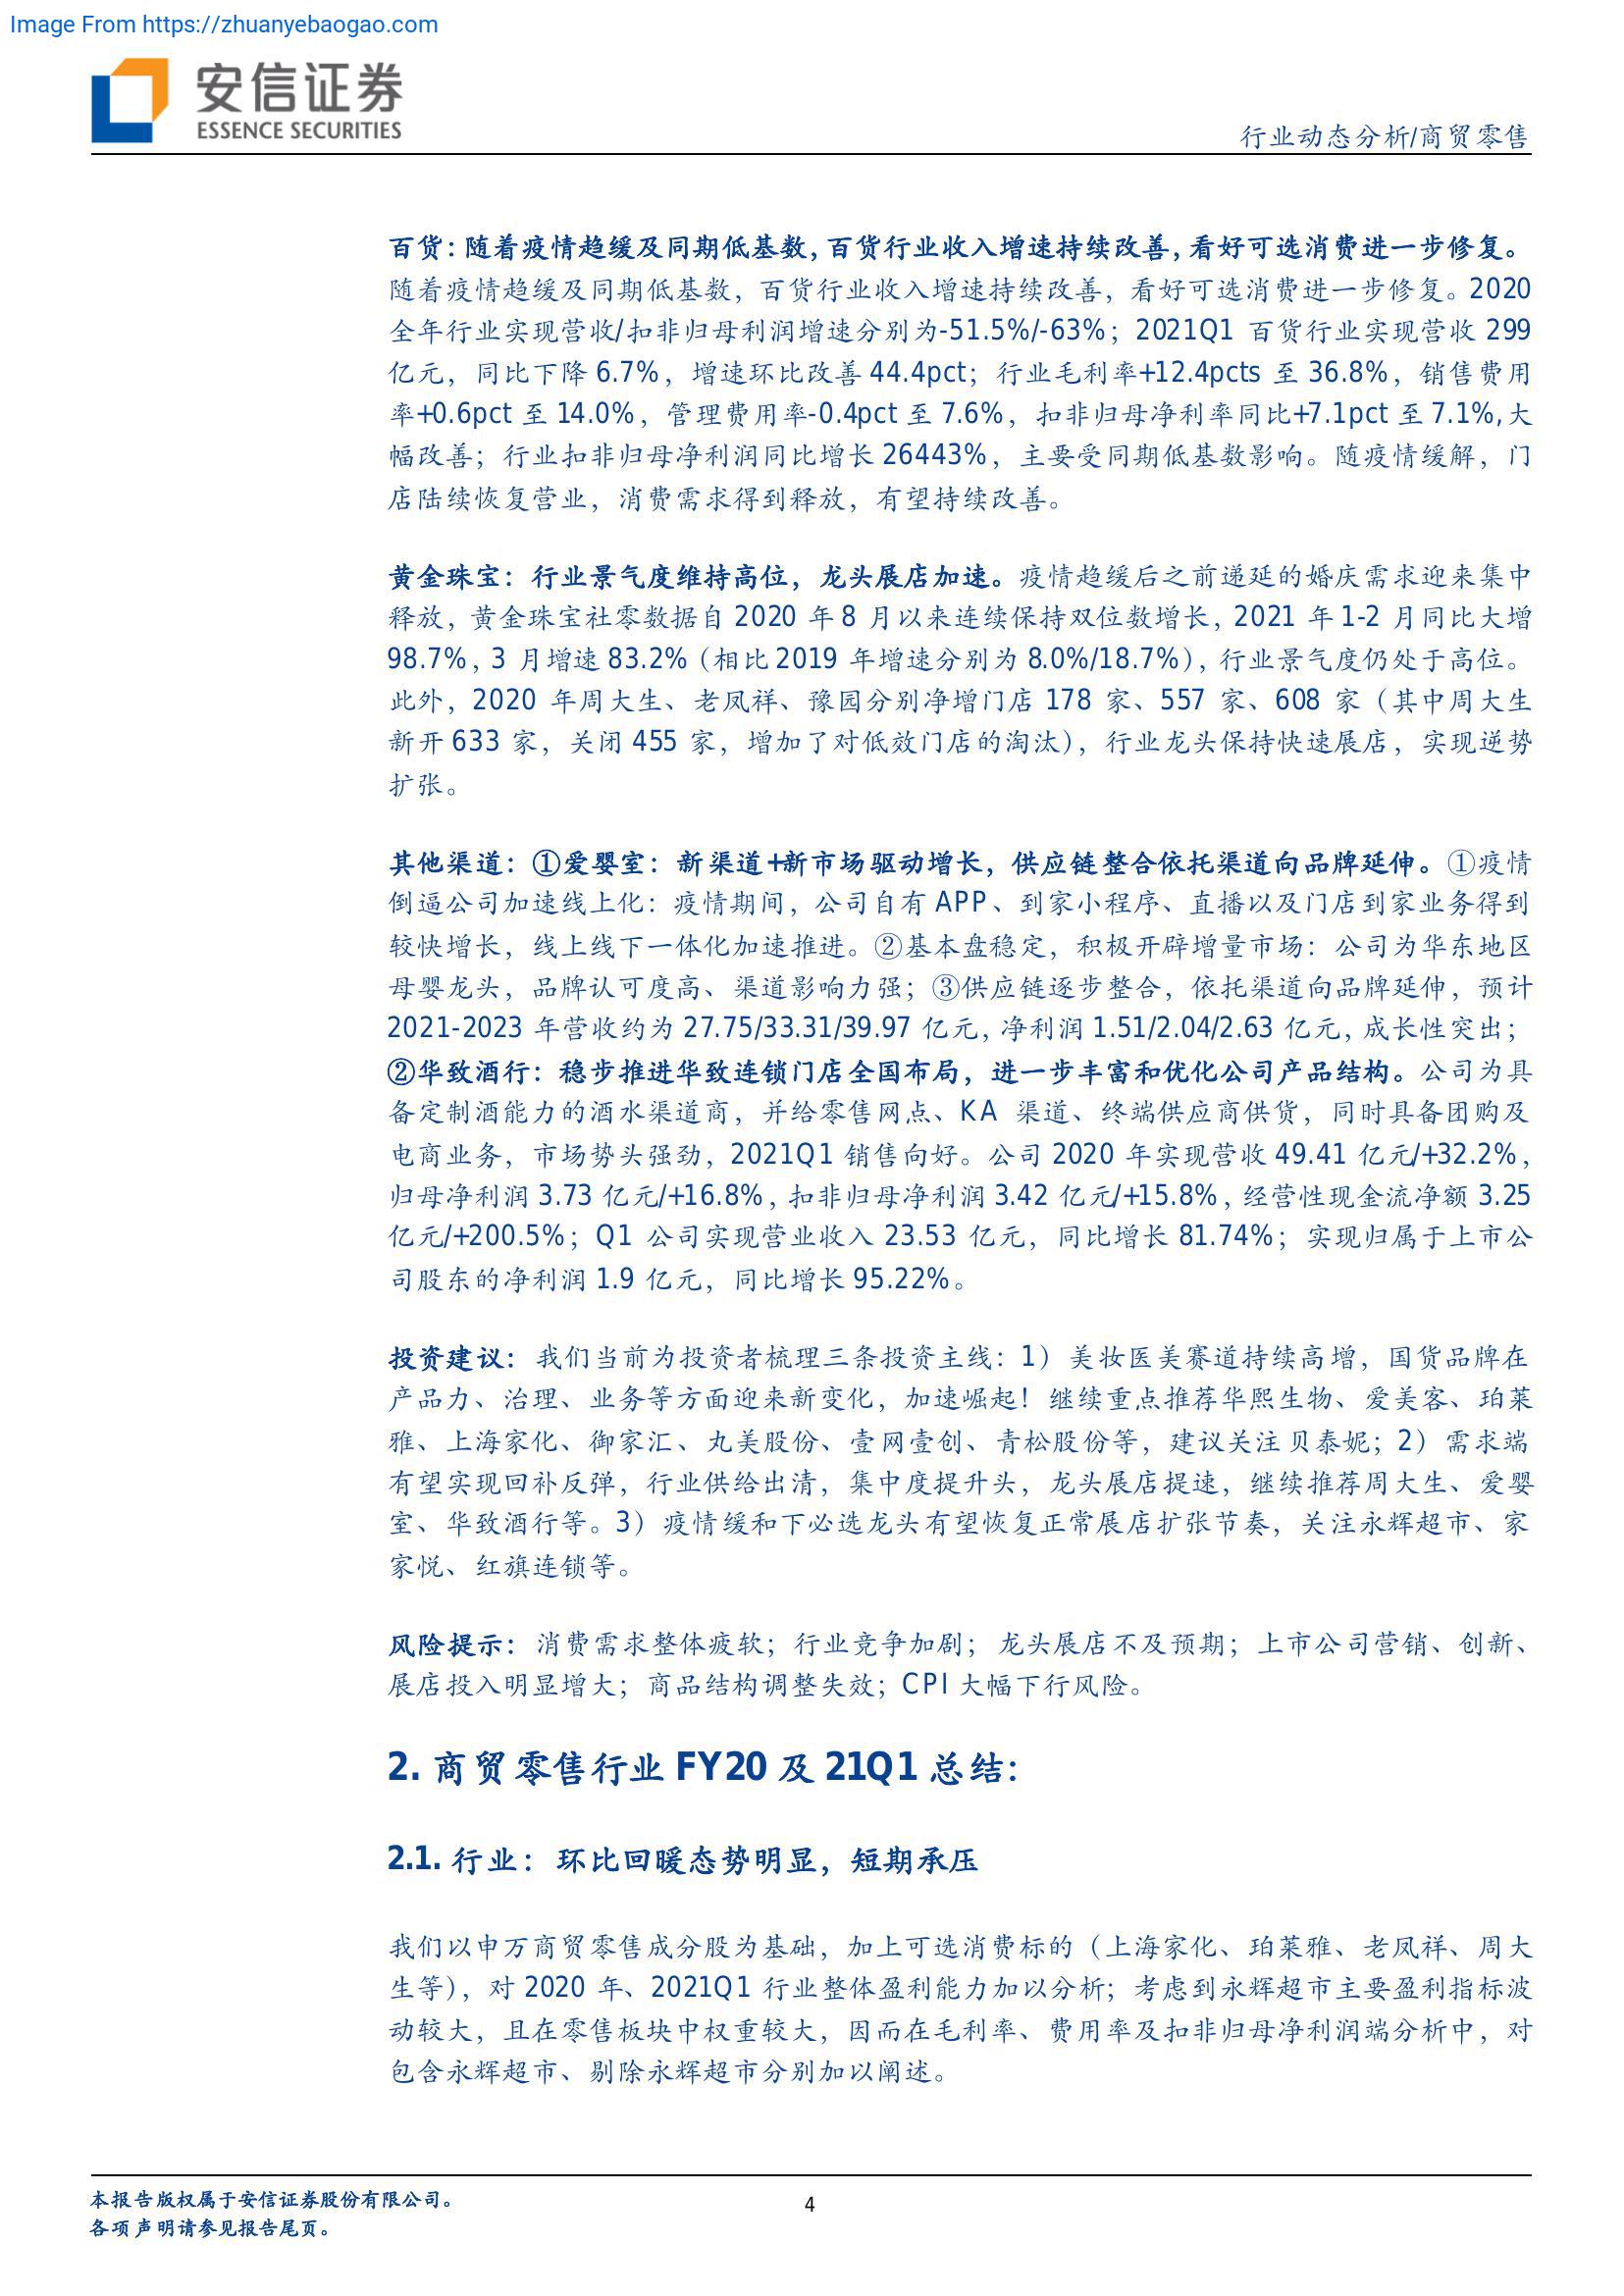 Image From https://zhuanyebaogao.com
安信证券
ESSENCE SECURITIES
行业动态分析/商贸零售
百货：随着疫情趋缓及同期低基数，百货行业收入增速持续改善，看好可选消费进一步修复。
随着疫情趋缓及同期低基数，百货行业收入增速持续改善，看好可选消费进一步修复。2020
全年行业实现营收/扣非归母利润增速分别为-51.5%/-63%；2021Q1 百货行业实现营收 299
亿元，同比下降 6.7%，增速环比改善 44.4pct；行业毛利率+12.4pcts 至 36.8%，销售费用
率+0.6pct 至 14.0%，管理费用率-0.4pct 至 7.6%，扣非归母净利率同比+7.1pct 至 7.1%,大
幅改善；行业扣非归母净利润同比增长 26443%，主要受同期低基数影响。随疫情缓解，门
店陆续恢复营业，消费需求得到释放，有望持续改善。
黄金珠宝：行业景气度维持高位，龙头展店加速。疫情趋缓后之前递延的婚庆需求迎来集中
释放，黄金珠宝社零数据自 2020 年 8 月以来连续保持双位数增长，2021 年 1-2 月同比大增
98.7%，3 月增速 83.2%（相比 2019 年增速分别为 8.0%/18.7%），行业景气度仍处于高位。
此外，2020 年周大生、老凤祥、豫园分别净增门店 178 家、557 家、608 家（其中周大生
新开 633 家，关闭 455 家，增加了对低效门店的淘汰），行业龙头保持快速展店，实现逆势
扩张。
其他渠道：①爱婴室：新渠道+新市场驱动增长，供应链整合依托渠道向品牌延伸。①疫情
倒逼公司加速线上化：疫情期间，公司自有 APP、到家小程序、直播以及门店到家业务得到
较快增长，线上线下一体化加速推进。②基本盘稳定，积极开辟增量市场：公司为华东地区
母婴龙头，品牌认可度高、渠道影响力强；③供应链逐步整合，依托渠道向品牌延伸，预计
2021-2023 年营收约为 27.75/33.31/39.97 亿元，净利润 1.51/2.04/2.63 亿元，成长性突出；
②华致酒行：稳步推进华致连锁门店全国布局，进一步丰富和优化公司产品结构。公司为具
备定制酒能力的酒水渠道商，并给零售网点、KA 渠道、终端供应商供货，同时具备团购及
电商业务，市场势头强劲，2021Q1 销售向好。公司 2020 年实现营收 49.41 亿元/+32.2%，
归母净利润 3.73 亿元/+16.8%，扣非归母净利润 3.42 亿元/+15.8%，经营性现金流净额 3.25
亿元/+200.5%；Q1 公司实现营业收入 23.53 亿元，同比增长 81.74%；实现归属于上市公
司股东的净利润 1.9 亿元，同比增长 95.22%。
投资建议：我们当前为投资者梳理三条投资主线：1）美妆医美赛道持续高增，国货品牌在
产品力、治理、业务等方面迎来新变化，加速崛起！继续重点推荐华熙生物、爱美客、珀莱
雅、上海家化、御家汇、丸美股份、壹网壹创、青松股份等，建议关注贝泰妮；2）需求端
有望实现回补反弹，行业供给出清，集中度提升头，龙头展店提速，继续推荐周大生、爱婴
室、华致酒行等。3）疫情缓和下必选龙头有望恢复正常展店扩张节奏，关注永辉超市、家
家悦、红旗连锁等。
风险提示：消费需求整体疲软；行业竞争加剧；龙头展店不及预期；上市公司营销、创新、
展店投入明显增大；商品结构调整失效；CPI 大幅下行风险。
2. 商贸零售行业 FY20 及 21Q1 总结：
2.1. 行业：环比回暖态势明显，短期承压
我们以申万商贸零售成分股为基础，加上可选消费标的（上海家化、珀莱雅、老凤祥、周大
生等），对 2020 年、2021Q1 行业整体盈利能力加以分析；考虑到永辉超市主要盈利指标波
动较大，且在零售板块中权重较大，因而在毛利率、费用率及扣非归母净利润端分析中，对
包含永辉超市、剔除永辉超市分别加以阐述。
本报告版权属于安信证券股份有限公司。
4
各项声明请参见报告尾页。